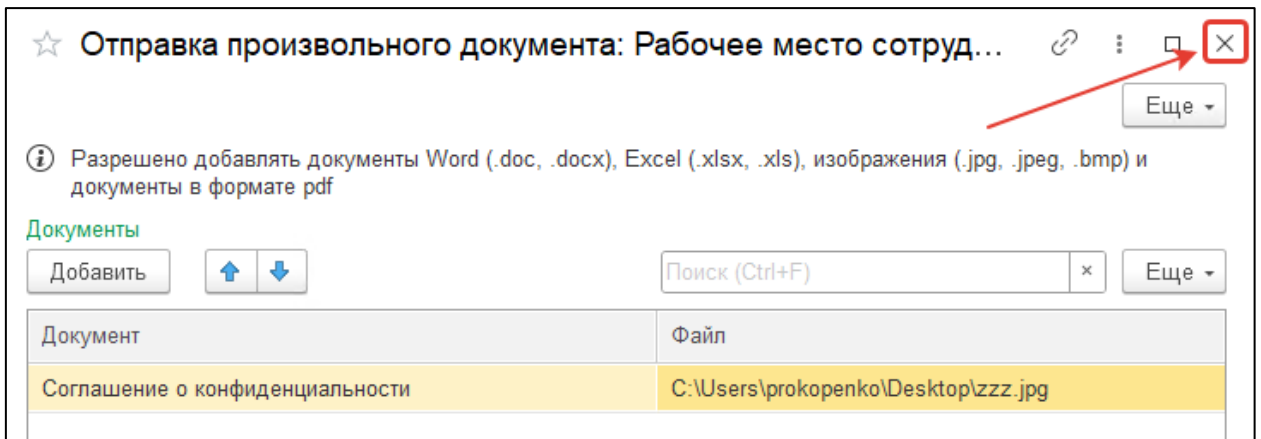 Отправка произвольного документа: Рабочее место сотруд...
Еще
Разрешено добавлять документы Word (.doc, .docx), Excel (.xlsx, .xls), изображения (.jpg, .jpeg, .bmp) и
документы в формате pdf
Документы
Добавить Поиск (Ctrl+F) × Еще
Документ Файл
Соглашение о конфиденциальности C:\Users\prokopenko\Desktop\zzz.jpg